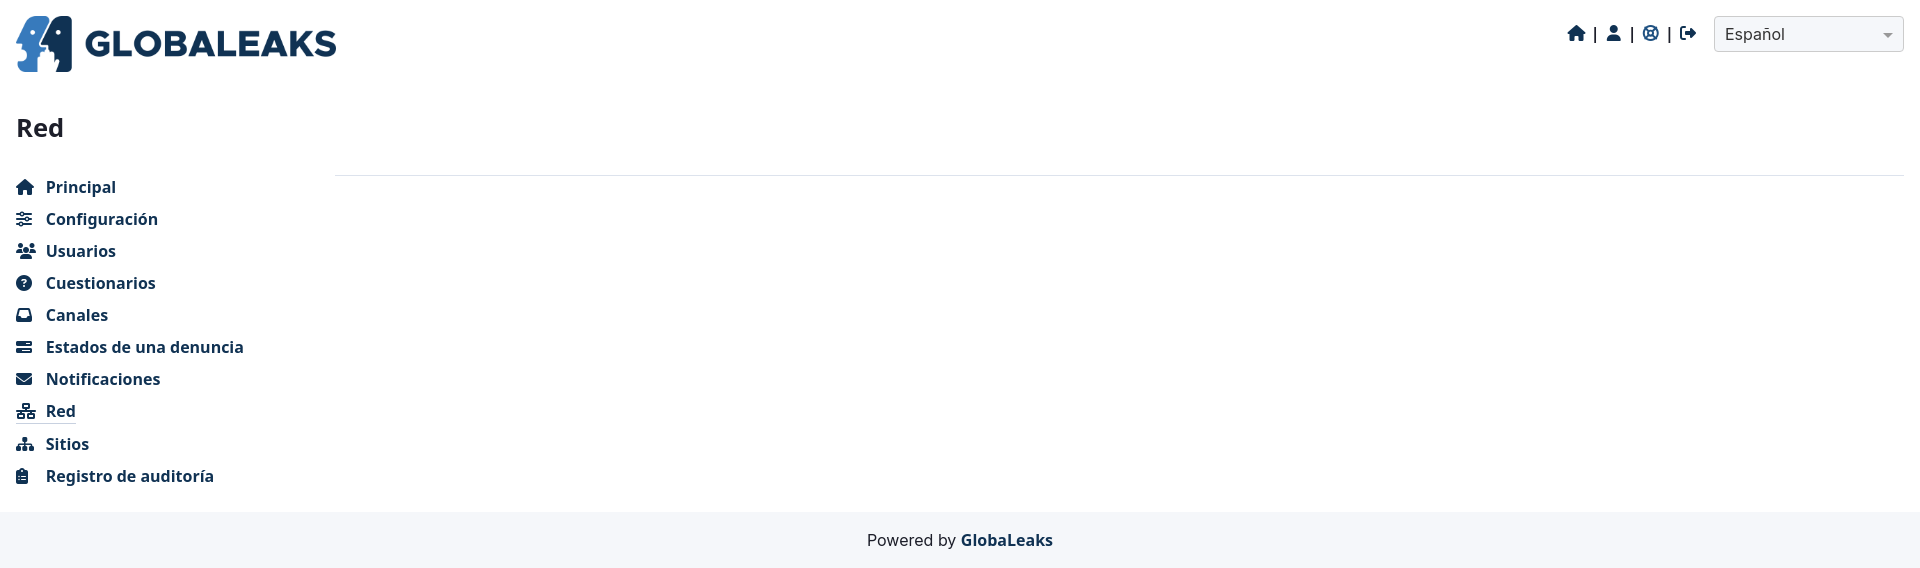 GLOBALEAKS
| | |
Español
Red
Principal
Configuración
Usuarios
Cuestionarios
Canales
Estados de una denuncia
Notificaciones
Red
Sitios
Registro de auditoría
Powered by GlobaLeaks